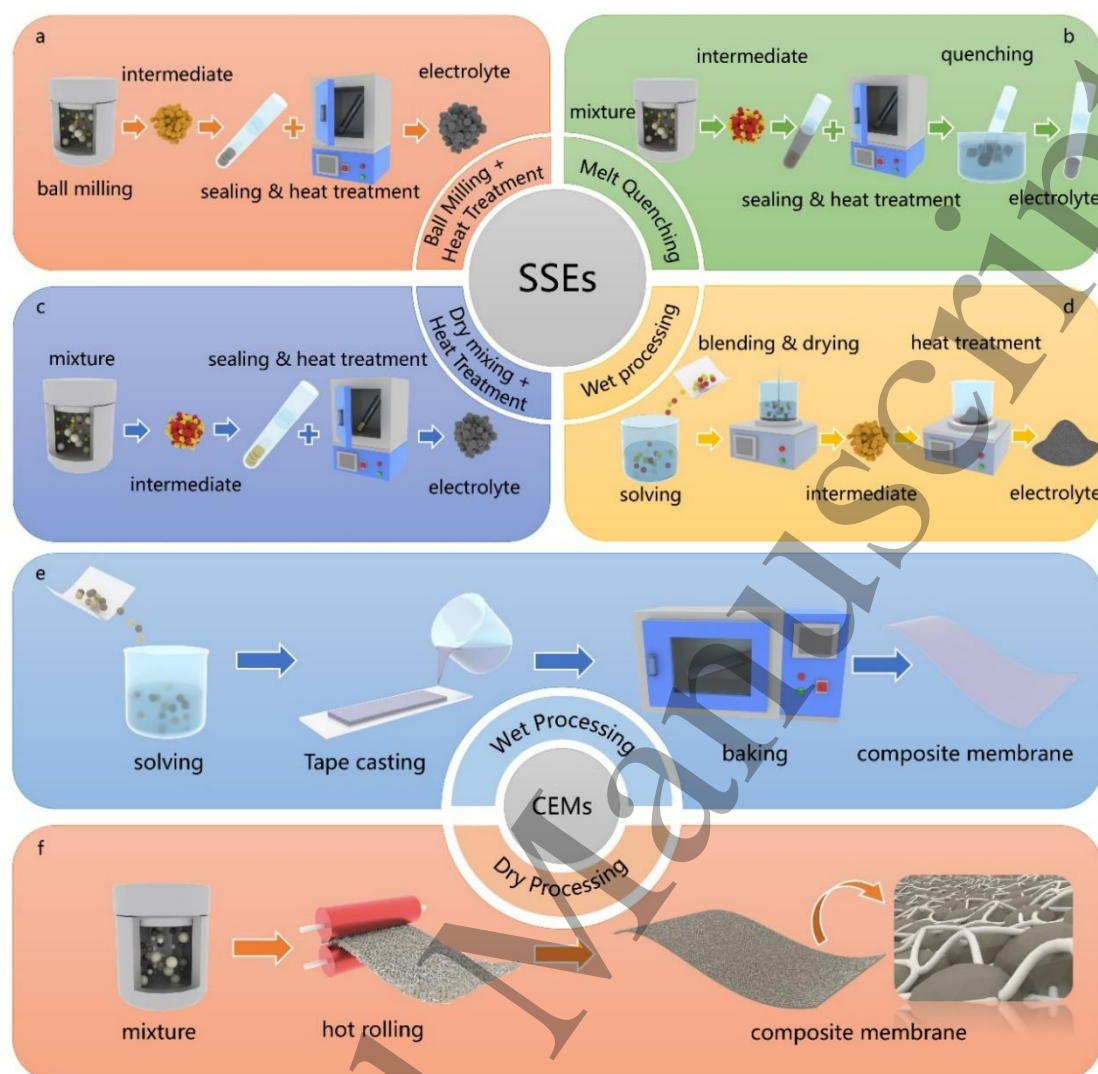 a
intermediate
electrolyte
ball milling
sealing & heat treatment
Ball Milling +
Heat Treatment
b
intermediate
quenching
mixture
sealing & heat treatment
electrolyte
Melt Quenching
SSEs
c
mixture
sealing & heat treatment
intermediate
electrolyte
Dry mixing +
Heat Treatment
d
blending & drying
heat treatment
solving
intermediate
electrolyte
Wet processing
e
solving
Tape casting
baking
composite membrane
Wet Processing
CEMs
Dry Processing
f
mixture
hot rolling
composite membrane
Manuscrip